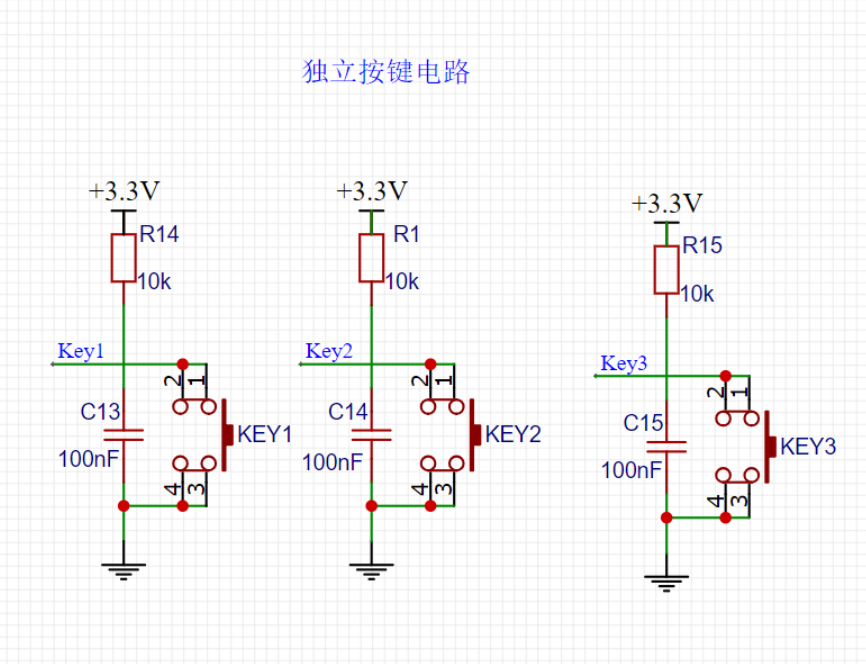 独立按键电路
+3.3V
R14
10k
Key1
2
1
C13
100nF
KEY1
4
3
+3.3V
R1
10k
Key2
2
1
C14
100nF
KEY2
4
3
+3.3V
R15
10k
Key3
2
1
C15
100nF
KEY3
4
3